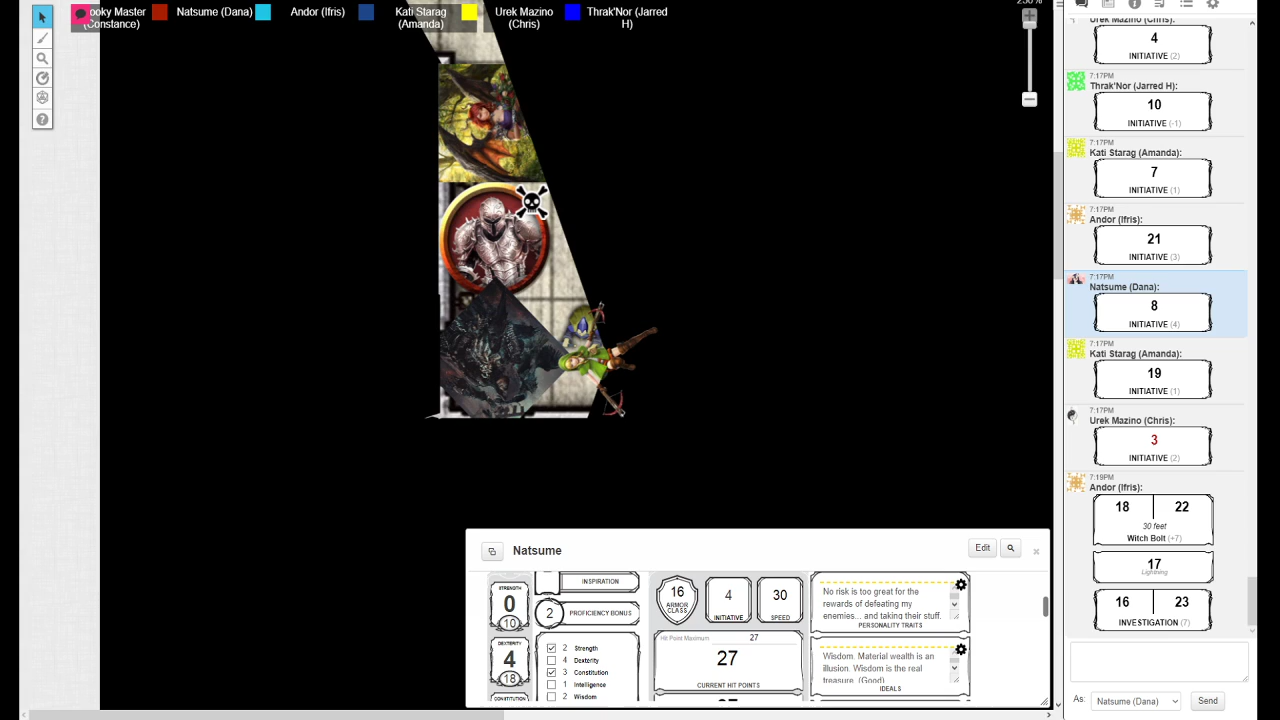 ooky Master
(Constance)
Natsume (Dana)
Andor (Ifris)
Kati Starag
(Amanda)
Urek Mazino
(Chris)
Thrak'Nor (Jarred
H)
Urek Mazino (Chris):
4
INITIATIVE (2)
7:17PM
Thrak'Nor (Jarred H):
10
INITIATIVE (-1)
7:17PM
Kati Starag (Amanda):
7
INITIATIVE (1)
7:17PM
Andor (Ifris):
21
INITIATIVE (3)
7:17PM
Natsume (Dana):
8
INITIATIVE (4)
7:17PM
Kati Starag (Amanda):
19
INITIATIVE (1)
7:17PM
Urek Mazino (Chris):
3
INITIATIVE (2)
7:19PM
Andor (Ifris):
18 22
30 feet
Witch Bolt (+7)
17
Lightning
16 23
INVESTIGATION (7)
As: Natsume (Dana) Send
Natsume
Edit
STRENGTH
0
10
DEXTERITY
4
18
CONSTITUTION
INSPIRATION
2 PROFICIENCY BONUS
2 Strength
4 Dexterity
3 Constitution
1 Intelligence
2 Wisdom
16
ARMOR
CLASS
4
INITIATIVE
30
SPEED
Hit Point Maximum 27
27
CURRENT HIT POINTS
No risk is too great for the
rewards of defeating my
enemies... and taking their stuff.
PERSONALITY TRAITS
Wisdom. Material wealth is an
illusion. Wisdom is the real
treasure. (Good)
IDEALS